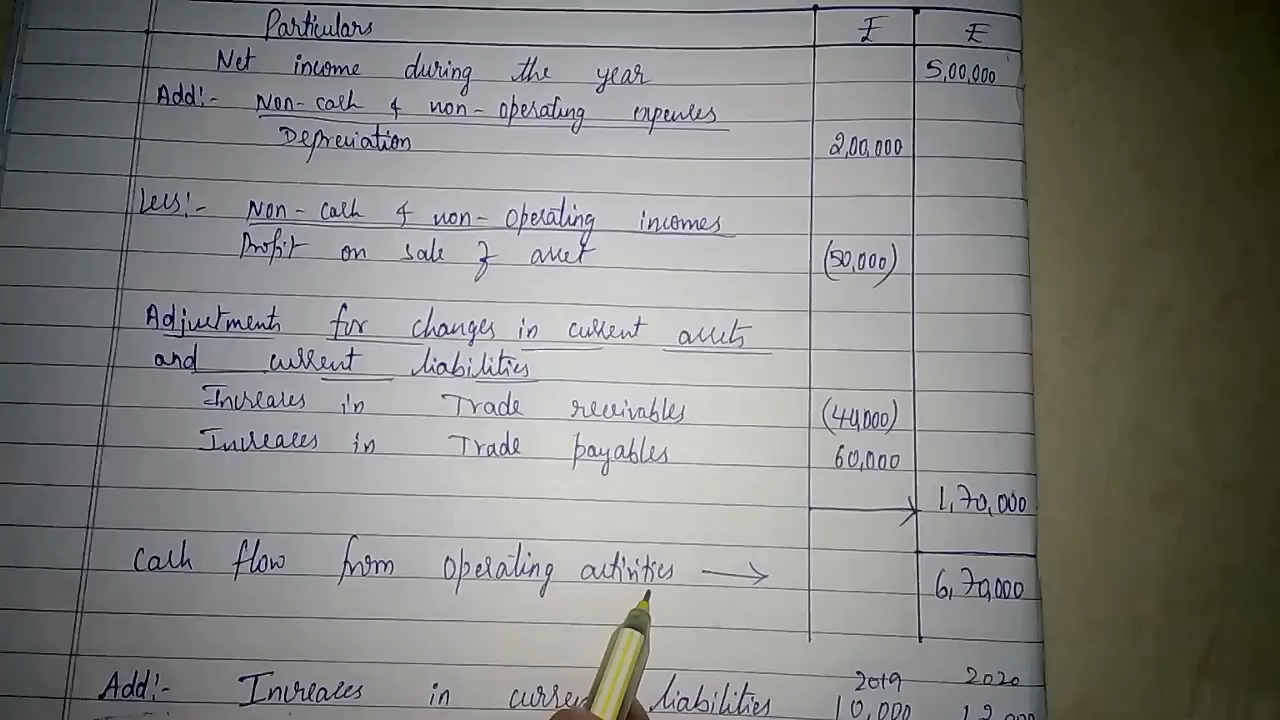 Particulars ₹ ₹
Net income during the year 5,00,000
Add:- Non-cash & non-operating expenses
Depreciation 2,00,000
Less:- Non-cash & non-operating incomes
Profit on sale of asset (50,000)
Adjustments for changes in current assets
and current liabilities
Increases in Trade receivables (40,000)
Increases in Trade payables 60,000
1,70,000
Cash flow from operating activities → 6,70,000
2019 2020
Add:- Increases in current liabilities 10,000